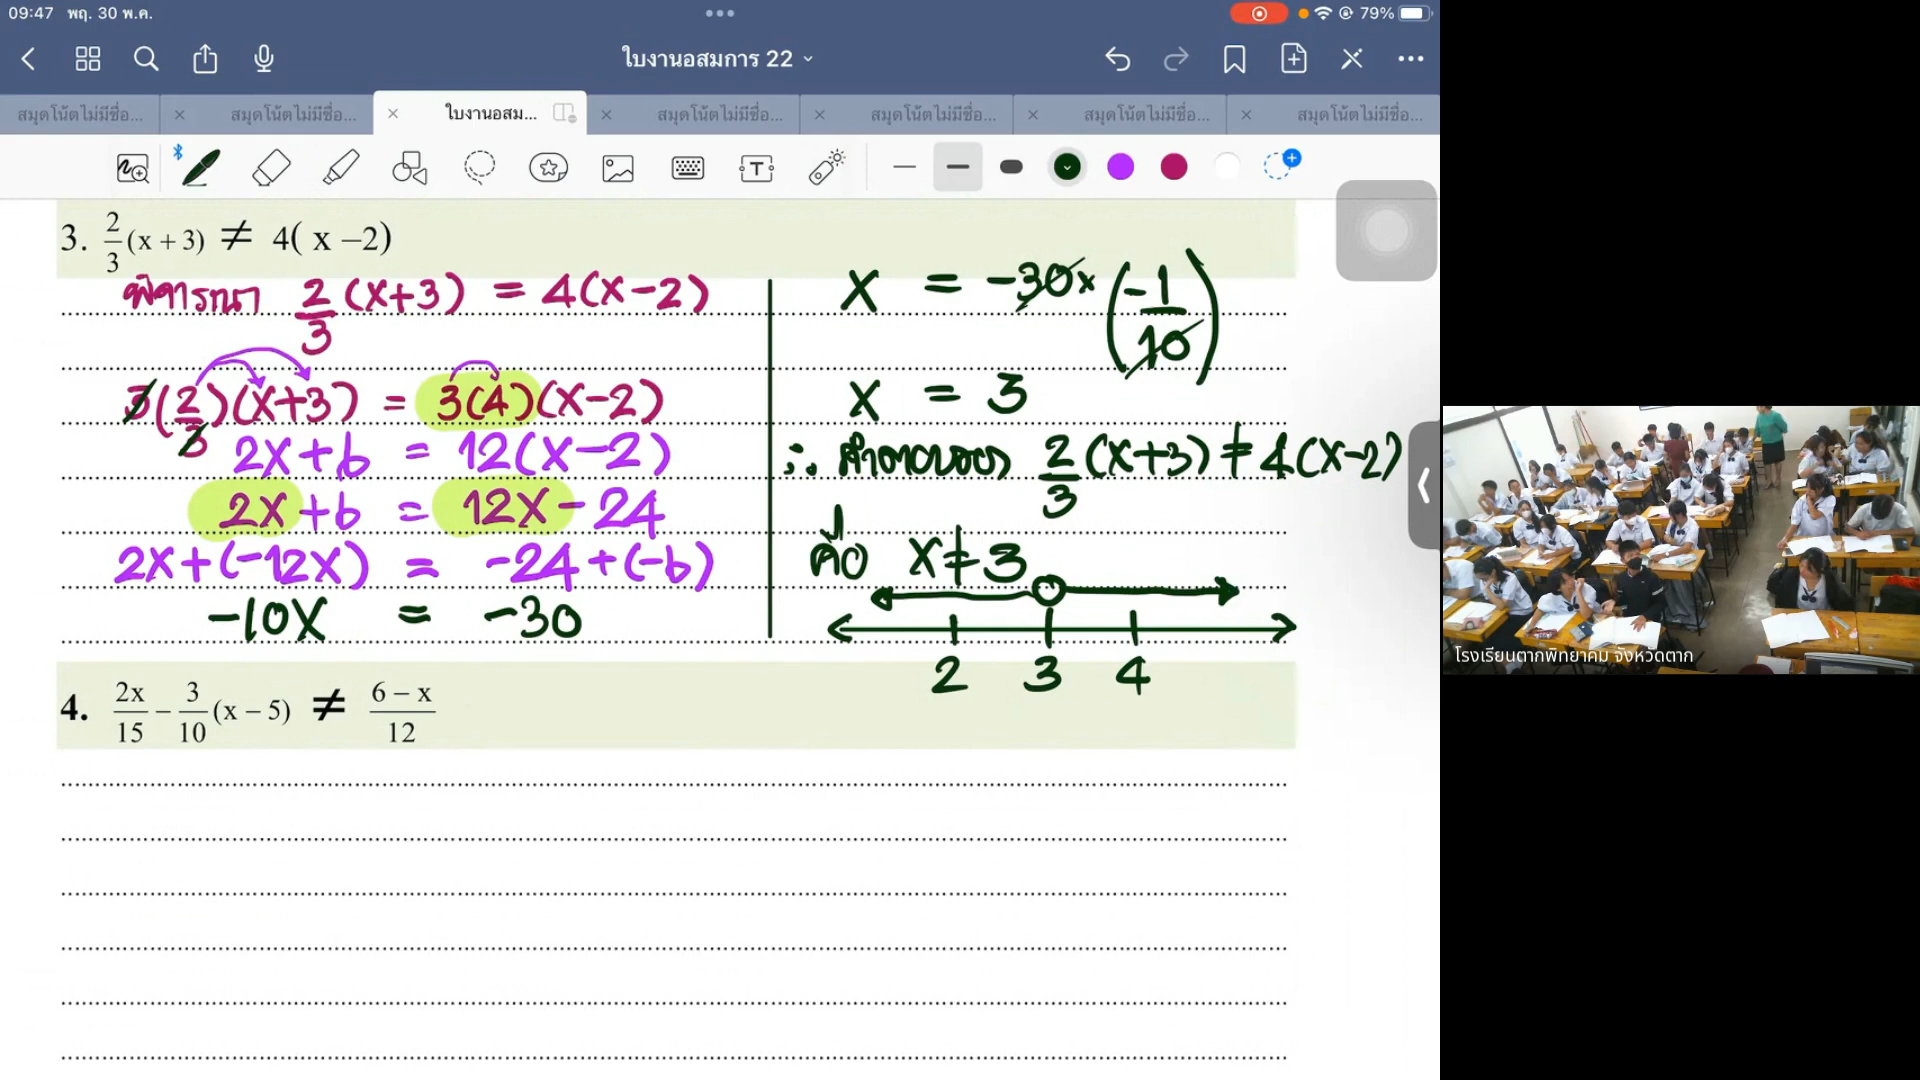 09:47 พฤ. 30 พ.ค.
79%
ใบงานอสมการ 22
สมุดโน้ตไม่มีชื่อ...
สมุดโน้ตไม่มีชื่อ...
ใบงานอสม...
สมุดโน้ตไม่มีชื่อ...
สมุดโน้ตไม่มีชื่อ...
สมุดโน้ตไม่มีชื่อ...
สมุดโน้ตไม่มีชื่อ...
3. 2/3 (x + 3) ≠ 4( x –2)
พิจารณา 2/3 (x+3) = 4(x-2)
3(2/3)(x+3) = 3(4)(x-2)
2x+6 = 12(x-2)
2x+6 = 12x-24
2x+(-12x) = -24+(-6)
-10x = -30
x = -30x(-1/10)
x = 3
∴ คำตอบของ 2/3 (x+3) ≠ 4(x-2)
คือ x≠3
2 3 4
4. 2x/15 – 3/10 (x – 5) ≠ 6 – x/12
โรงเรียนตากพิทยาคม จังหวัดตาก